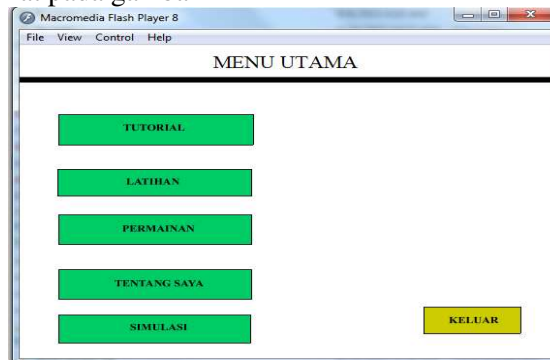 Macromedia Flash Player 8
File View Control Help
MENU UTAMA
TUTORIAL
LATIHAN
PERMAINAN
TENTANG SAYA
SIMULASI
KELUAR